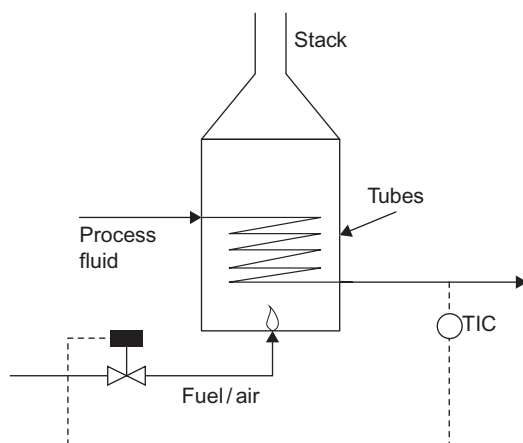 Stack
Tubes
Process
fluid
TIC
Fuel/air